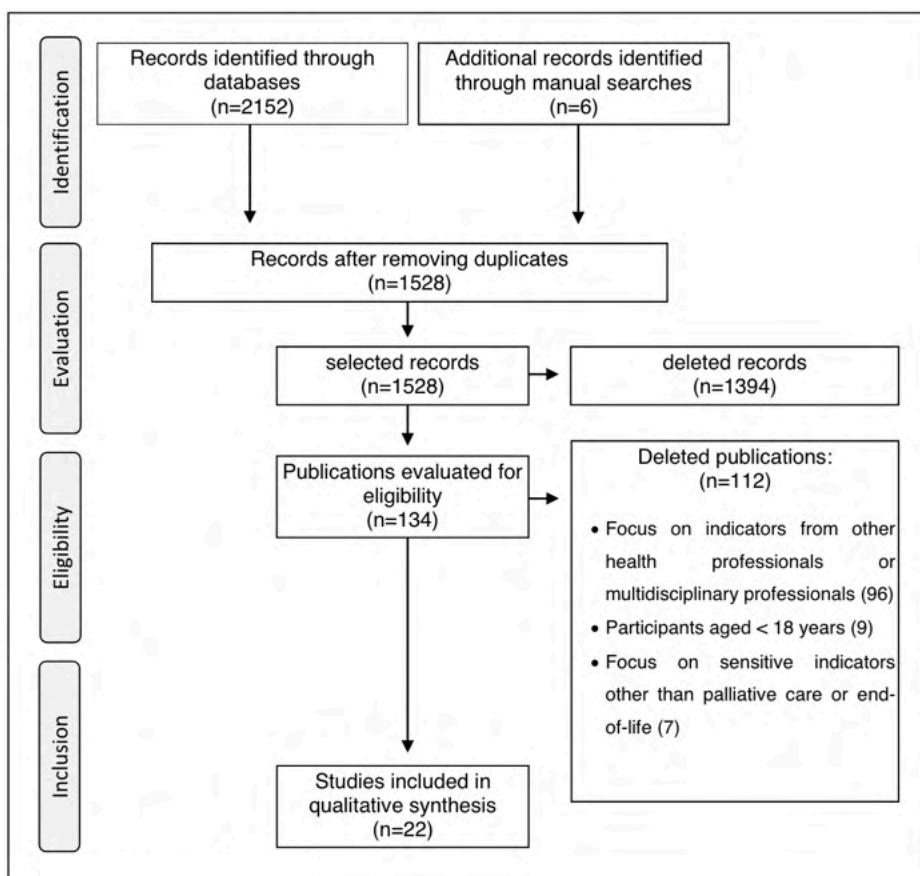 Identification
Records identified through
databases
(n=2152)
Additional records identified
through manual searches
(n=6)
Evaluation
Records after removing duplicates
(n=1528)
selected records
(n=1528)
deleted records
(n=1394)
Eligibility
Publications evaluated for
eligibility
(n=134)
Deleted publications:
(n=112)
• Focus on indicators from other
health professionals or
multidisciplinary professionals (96)
• Participants aged < 18 years (9)
• Focus on sensitive indicators
other than palliative care or end-
of-life (7)
Inclusion
Studies included in
qualitative synthesis
(n=22)